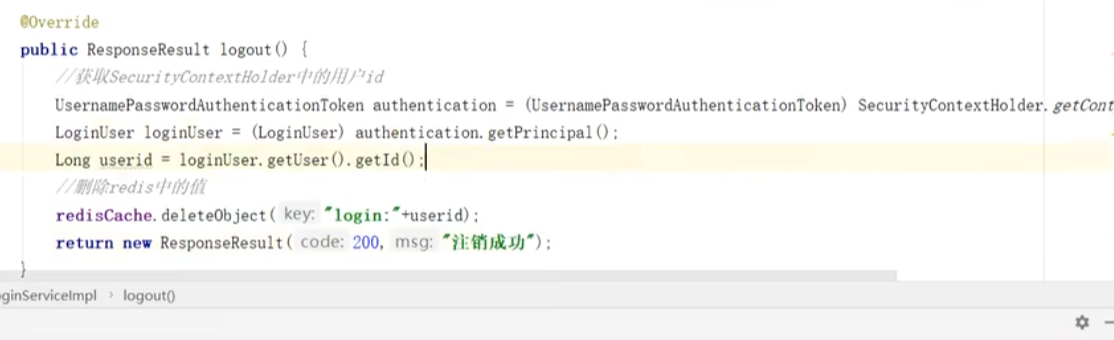 @Override
public ResponseResult logout() {
//获取SecurityContextHolder中的用户id
UsernamePasswordAuthenticationToken authentication = (UsernamePasswordAuthenticationToken) SecurityContextHolder.getCont
LoginUser loginUser = (LoginUser) authentication.getPrincipal();
Long userid = loginUser.getUser().getId();
//删除redis中的值
redisCache.deleteObject( key: "login:"+userid);
return new ResponseResult( code: 200, msg: "注销成功");
}
ginServiceImpl › logout()